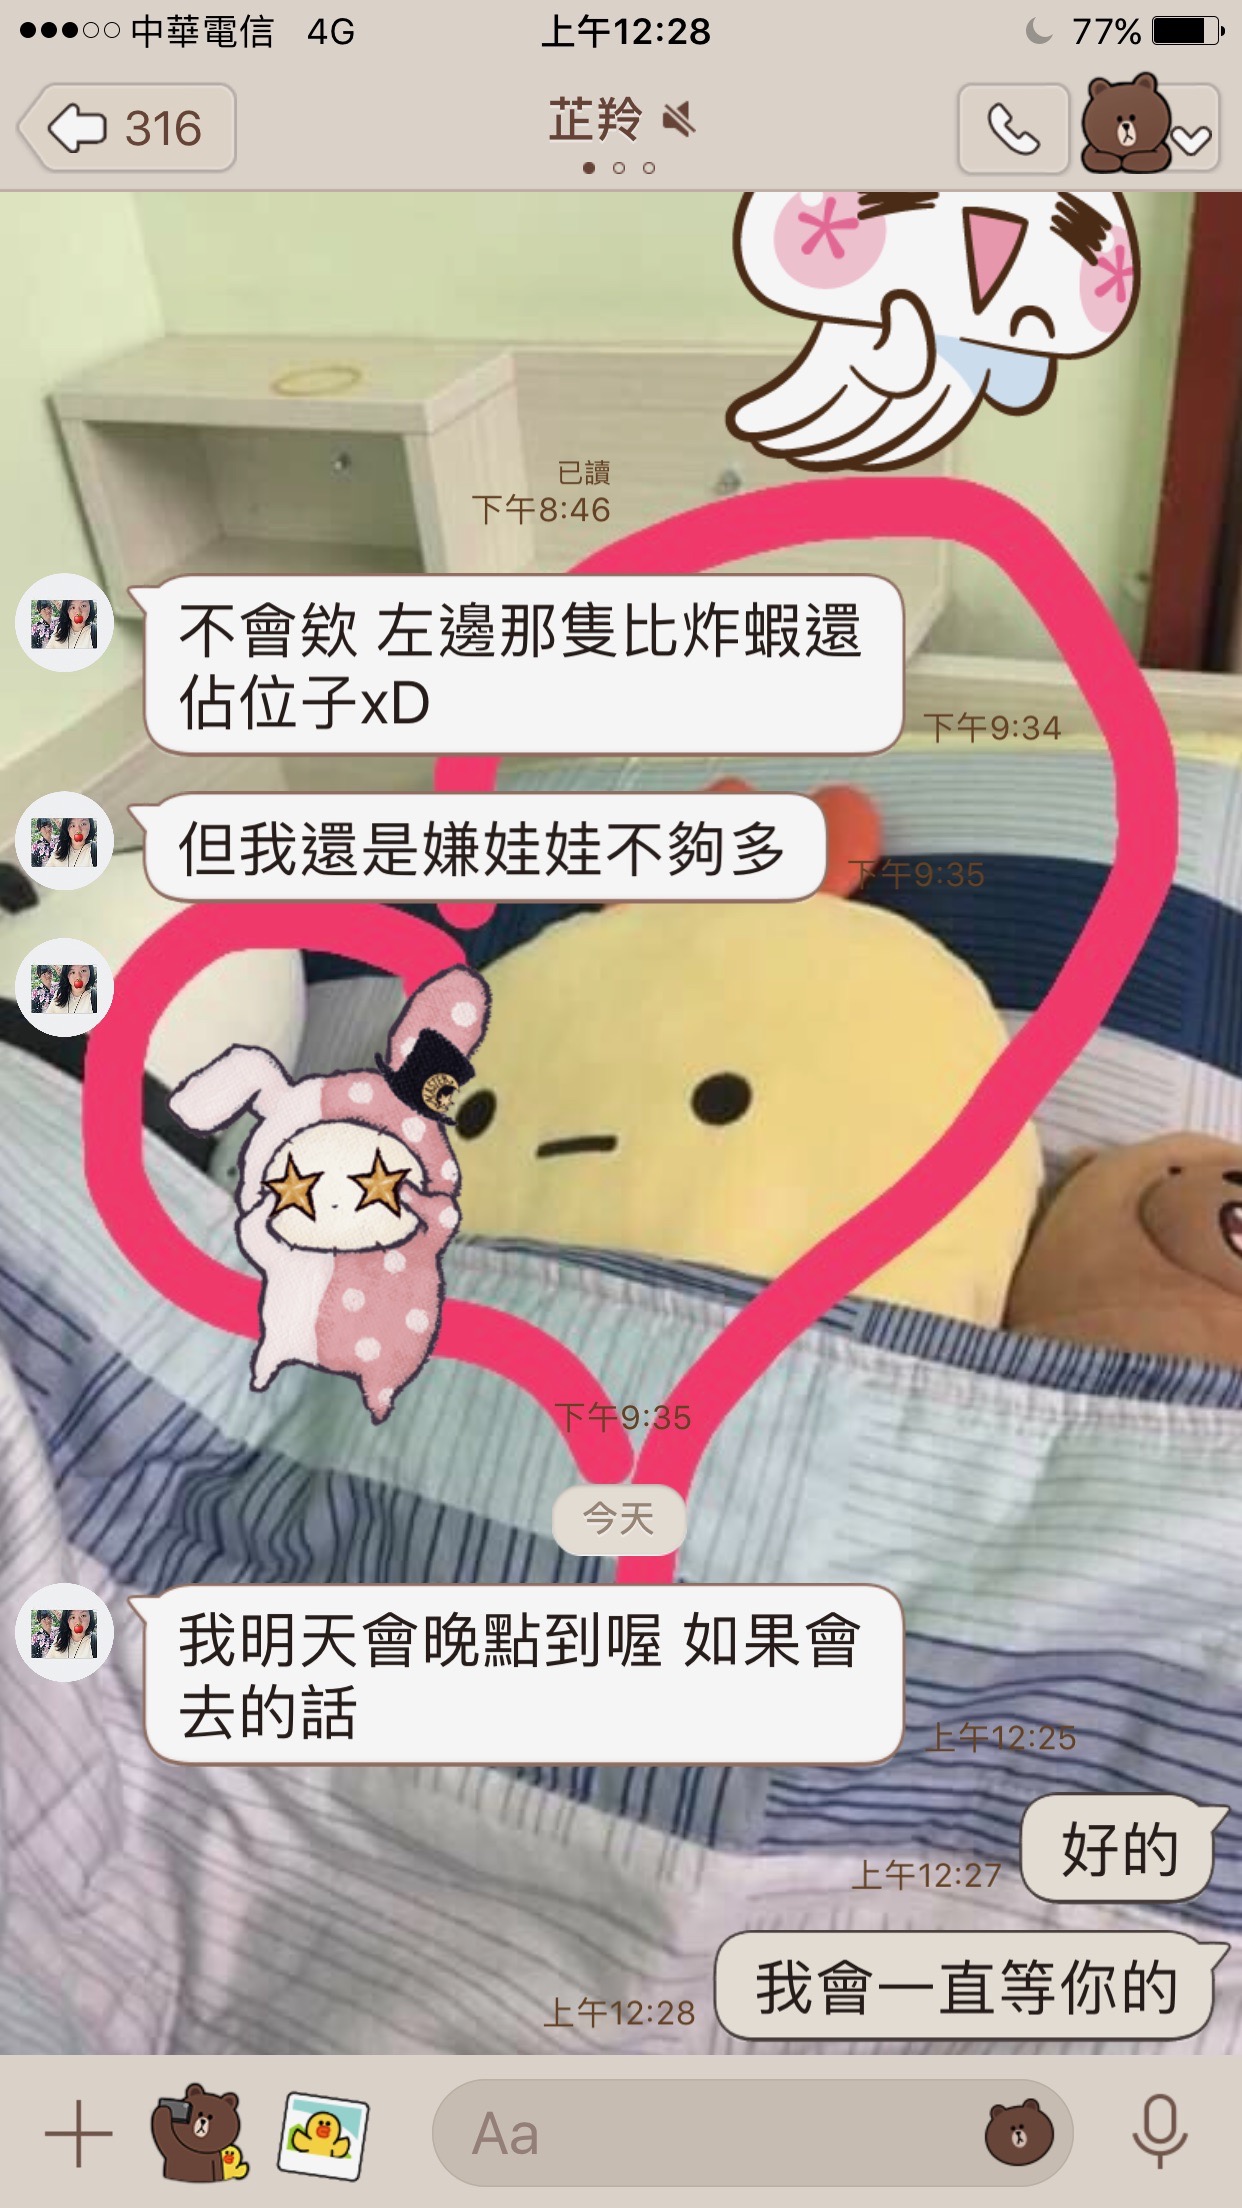 中華電信 4G 上午12:28 77%
316 芷羚
已讀
下午8:46
不會欸 左邊那隻比炸蝦還
佔位子xD
下午9:34
但我還是嫌娃娃不夠多
下午9:35
MASTER
下午9:35
今天
我明天會晚點到喔 如果會
去的話
上午12:25
好的
上午12:27
我會一直等你的
上午12:28
Aa